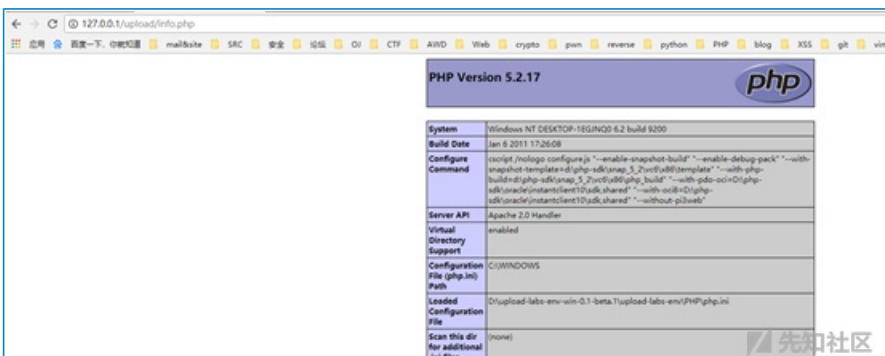 127.0.0.1/upload/info.php
应用 百度一下，你就知道 mail&site SRC 安全 论坛 OJ CTF AWD Web crypto pwn reverse python PHP blog XSS git vim
PHP Version 5.2.17
php
System Windows NT DESKTOP-1EGJNQ0 6.2 build 9200
Build Date Jan 6 2011 17:26:08
Configure Command cscript /nologo configure.js "--enable-snapshot-build" "--enable-debug-pack" "--with-
snapshot-template=d:\php-sdk\snap_5_2\vc6\x86\template" "--with-php-
build=d:\php-sdk\snap_5_2\vc6\x86\php_build" "--with-pdo-oci=D:\php-
sdk\oracle\instantclient10\sdk,shared" "--with-oci8=D:\php-
sdk\oracle\instantclient10\sdk,shared" "--without-pi3web"
Server API Apache 2.0 Handler
Virtual Directory Support enabled
Configuration File (php.ini) Path C:\WINDOWS
Loaded Configuration File D:\upload-labs-env-win-0.1-beta.1\upload-labs-env\PHP\php.ini
Scan this dir for additional (none)
先知社区